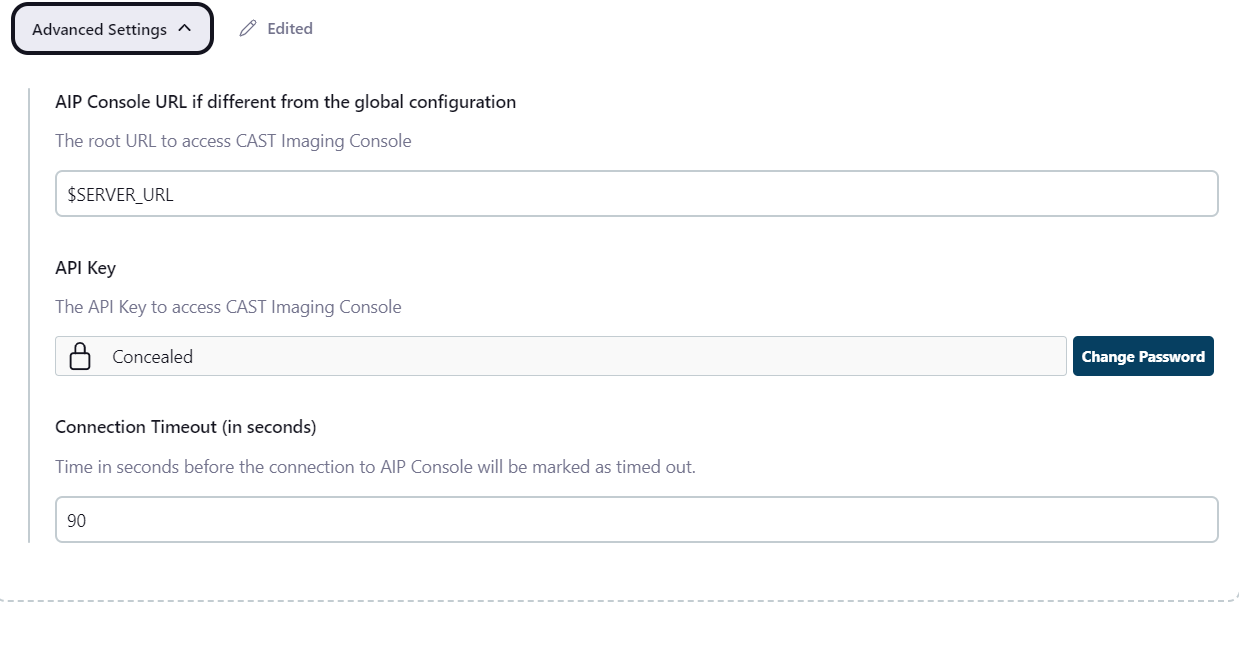 Advanced Settings
Edited
AIP Console URL if different from the global configuration
The root URL to access CAST Imaging Console
$SERVER_URL
API Key
The API Key to access CAST Imaging Console
Concealed
Change Password
Connection Timeout (in seconds)
Time in seconds before the connection to AIP Console will be marked as timed out.
90